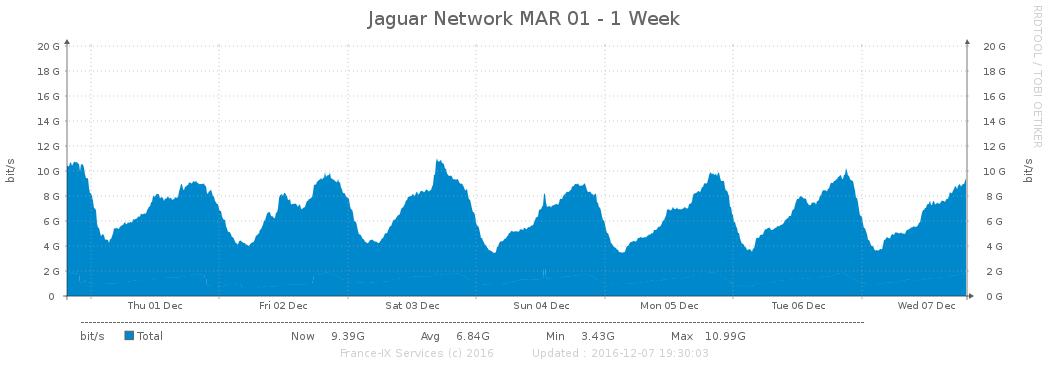 Jaguar Network MAR 01 - 1 Week
RRDTOOL / TOBI OETIKER
bit/s
20 G 20 G
18 G 18 G
16 G 16 G
14 G 14 G
12 G 12 G
10 G 10 G
8 G 8 G
6 G 6 G
4 G 4 G
2 G 2 G
0 0 G
bit/s
Thu 01 Dec Fri 02 Dec Sat 03 Dec Sun 04 Dec Mon 05 Dec Tue 06 Dec Wed 07 Dec
bit/s Total Now 9.39G Avg 6.84G Min 3.43G Max 10.99G
France-IX Services (c) 2016 Updated : 2016-12-07 19:30:03